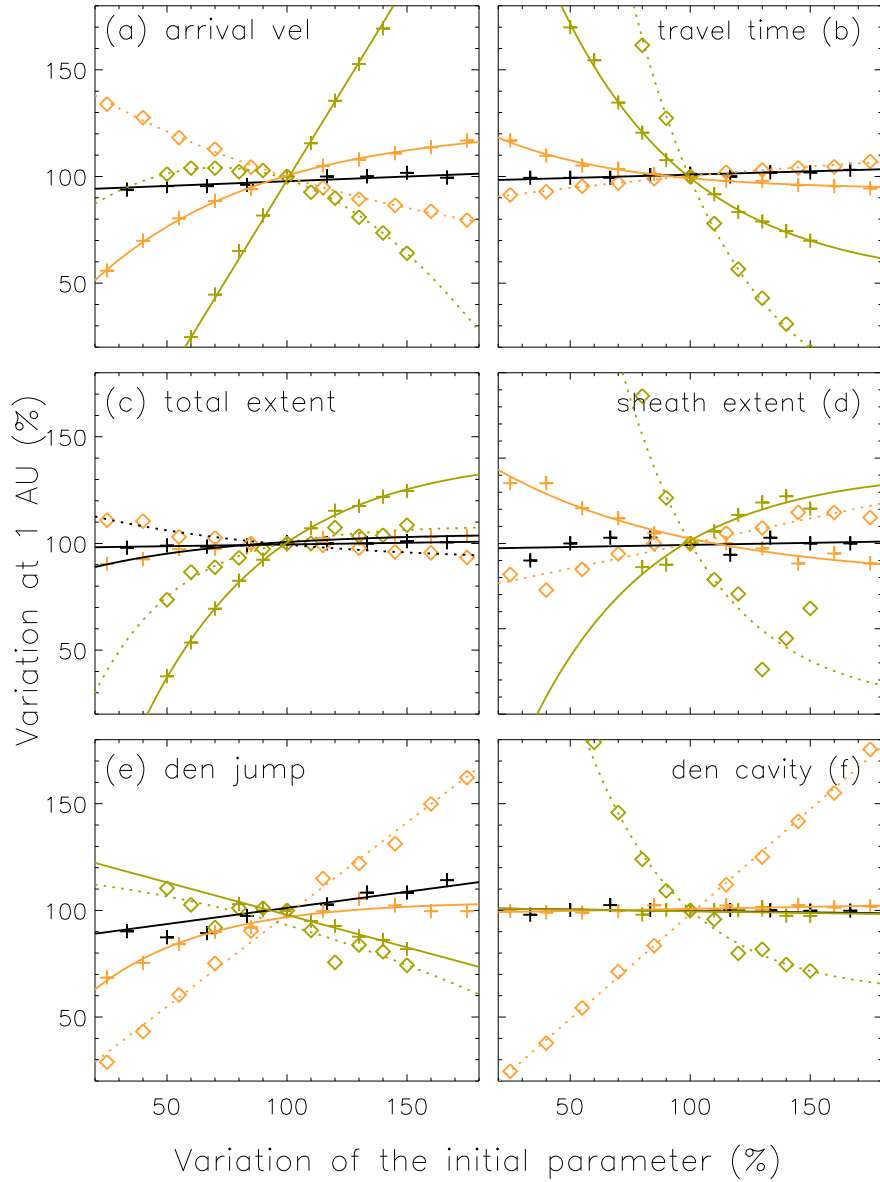 (a) arrival vel
travel time (b)
150
100
50
(c) total extent
sheath extent (d)
150
100
50
(e) den jump
den cavity (f)
150
100
50
50 100 150
50 100 150
Variation at 1 AU (%)
Variation of the initial parameter (%)